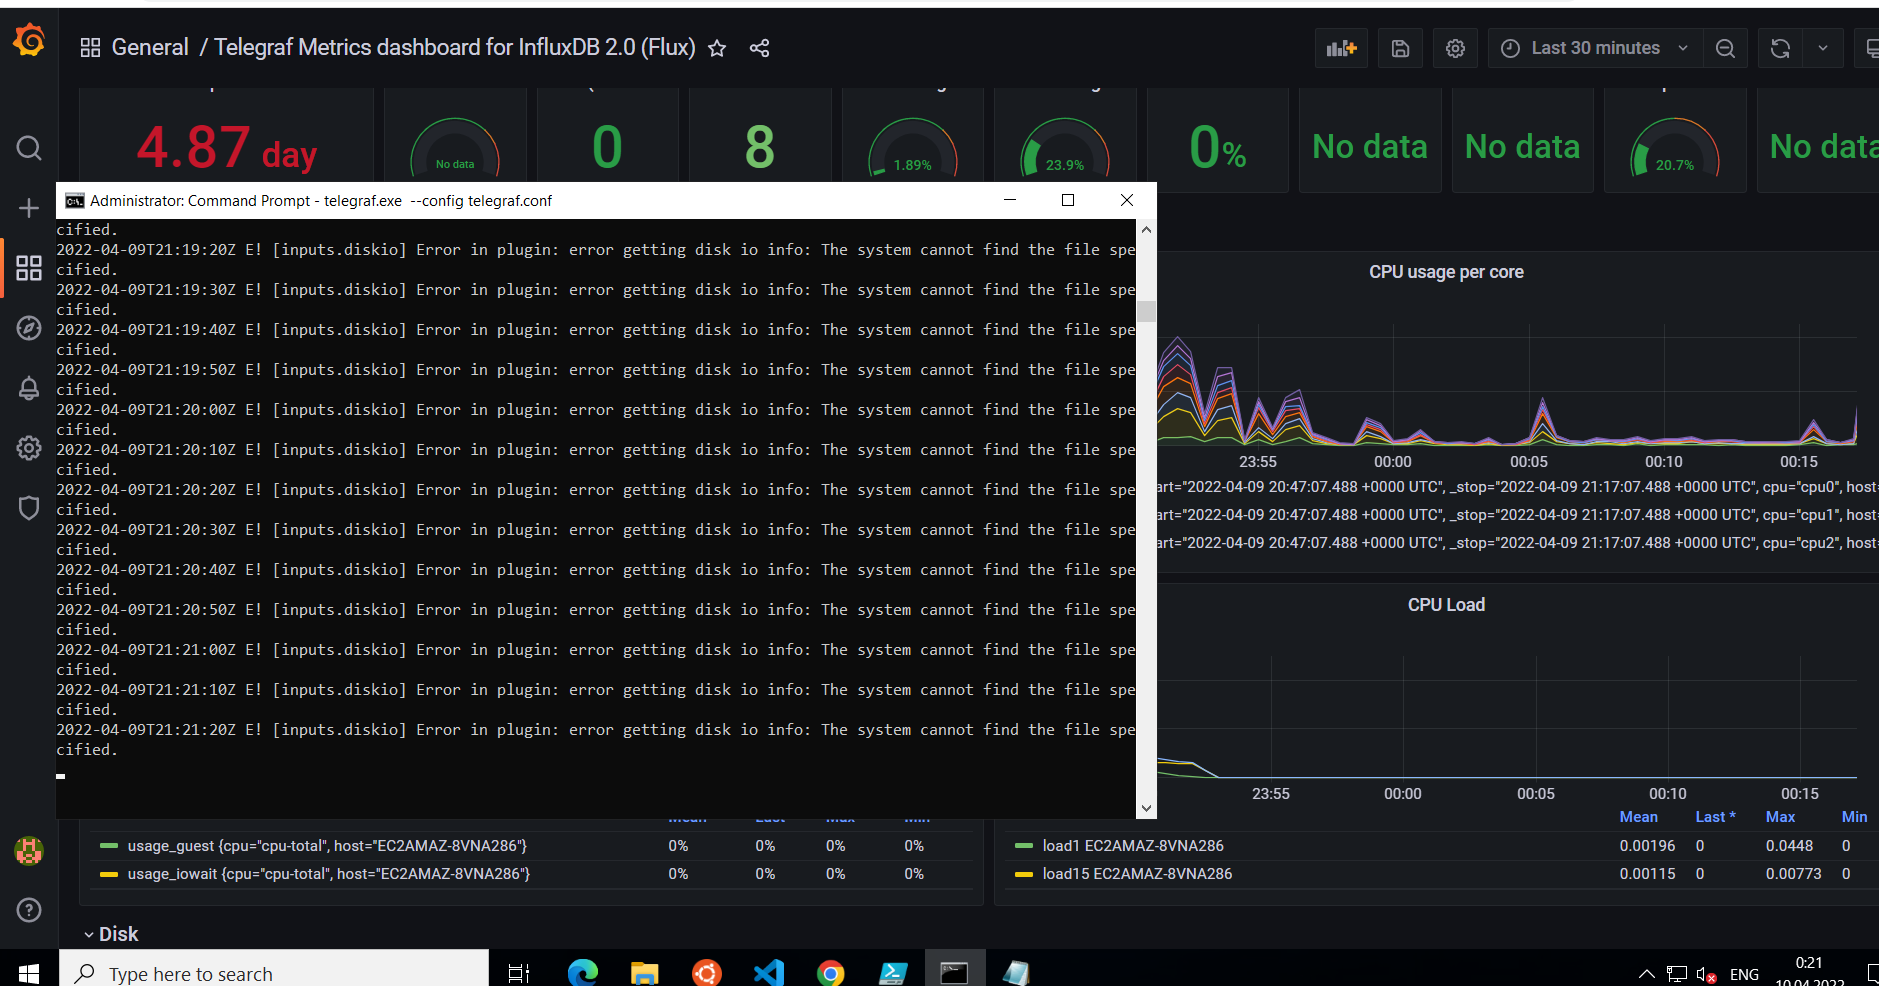 General / Telegraf Metrics dashboard for InfluxDB 2.0 (Flux)
Last 30 minutes
4.87 day
No data
0
8
1.89%
23.9%
0%
No data
No data
20.7%
No data
Administrator: Command Prompt - telegraf.exe  --config telegraf.conf
cified.
2022-04-09T21:19:20Z E! [inputs.diskio] Error in plugin: error getting disk io info: The system cannot find the file spe
cified.
2022-04-09T21:19:30Z E! [inputs.diskio] Error in plugin: error getting disk io info: The system cannot find the file spe
cified.
2022-04-09T21:19:40Z E! [inputs.diskio] Error in plugin: error getting disk io info: The system cannot find the file spe
cified.
2022-04-09T21:19:50Z E! [inputs.diskio] Error in plugin: error getting disk io info: The system cannot find the file spe
cified.
2022-04-09T21:20:00Z E! [inputs.diskio] Error in plugin: error getting disk io info: The system cannot find the file spe
cified.
2022-04-09T21:20:10Z E! [inputs.diskio] Error in plugin: error getting disk io info: The system cannot find the file spe
cified.
2022-04-09T21:20:20Z E! [inputs.diskio] Error in plugin: error getting disk io info: The system cannot find the file spe
cified.
2022-04-09T21:20:30Z E! [inputs.diskio] Error in plugin: error getting disk io info: The system cannot find the file spe
cified.
2022-04-09T21:20:40Z E! [inputs.diskio] Error in plugin: error getting disk io info: The system cannot find the file spe
cified.
2022-04-09T21:20:50Z E! [inputs.diskio] Error in plugin: error getting disk io info: The system cannot find the file spe
cified.
2022-04-09T21:21:00Z E! [inputs.diskio] Error in plugin: error getting disk io info: The system cannot find the file spe
cified.
2022-04-09T21:21:10Z E! [inputs.diskio] Error in plugin: error getting disk io info: The system cannot find the file spe
cified.
2022-04-09T21:21:20Z E! [inputs.diskio] Error in plugin: error getting disk io info: The system cannot find the file spe
cified.
CPU usage per core
23:55 00:00 00:05 00:10 00:15
art="2022-04-09 20:47:07.488 +0000 UTC", _stop="2022-04-09 21:17:07.488 +0000 UTC", cpu="cpu0", host=
art="2022-04-09 20:47:07.488 +0000 UTC", _stop="2022-04-09 21:17:07.488 +0000 UTC", cpu="cpu1", host=
art="2022-04-09 20:47:07.488 +0000 UTC", _stop="2022-04-09 21:17:07.488 +0000 UTC", cpu="cpu2", host=
CPU Load
23:55 00:00 00:05 00:10 00:15
Mean Last * Max Min
load1 EC2AMAZ-8VNA286 0.00196 0 0.0448 0
load15 EC2AMAZ-8VNA286 0.00115 0 0.00773 0
Mean Last Max Min
usage_guest {cpu="cpu-total", host="EC2AMAZ-8VNA286"} 0% 0% 0% 0%
usage_iowait {cpu="cpu-total", host="EC2AMAZ-8VNA286"} 0% 0% 0% 0%
Disk
Type here to search
ENG
0:21
10.04.2022